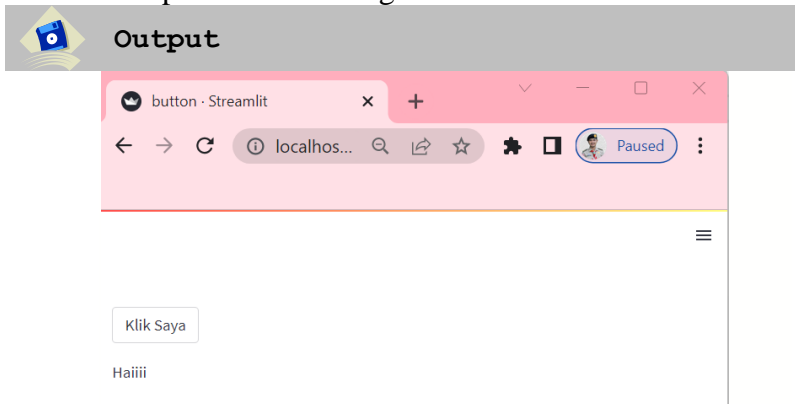 Output
button · Streamlit
localhos...
Paused
Klik Saya
Haiiii